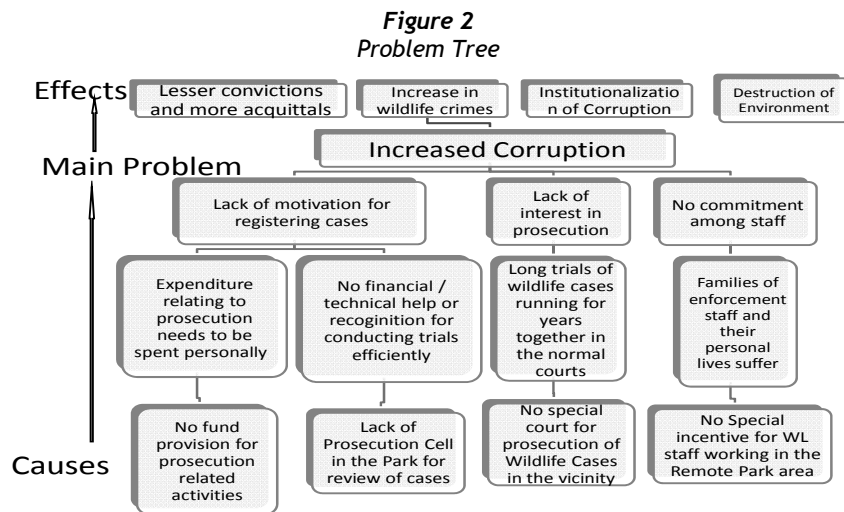 Figure 2
Problem Tree
Effects
Lesser convictions
and more acquittals
Increase in
wildlife crimes
Institutionalizatio
n of Corruption
Destruction of
Environment
Main Problem
Increased Corruption
Lack of motivation for
registering cases
Lack of
interest in
prosecution
No commitment
among staff
Expenditure
relating to
prosecution
needs to be
spent personally
No financial /
technical help or
recoginition for
conducting trials
efficiently
Long trials of
wildlife cases
running for
years
together in
the normal
courts
Families of
enforcement
staff and
their
personal
lives suffer
Causes
No fund
provision for
prosecution
related
activities
Lack of
Prosecution Cell
in the Park for
review of cases
No special
court for
prosecution of
Wildlife Cases
in the vicinity
No Special
incentive for WL
staff working in the
Remote Park area